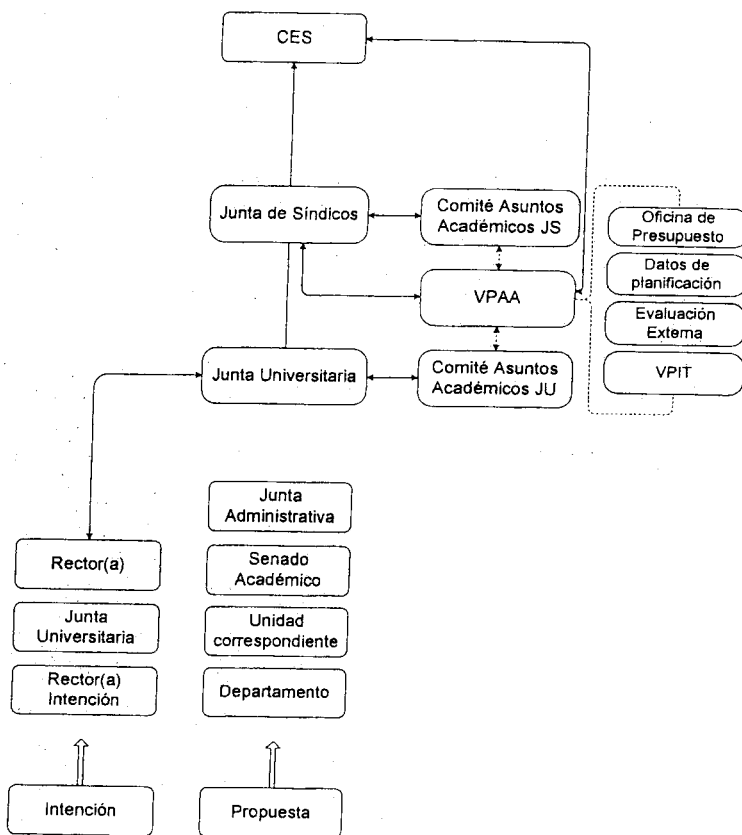 CES
Junta de Síndicos
Comité Asuntos
Académicos JS
Oficina de
Presupuesto
VPAA
Datos de
planificación
Evaluación
Externa
Junta Universitaria
Comité Asuntos
Académicos JU
VPIT
Junta
Administrativa
Rector(a)
Senado
Académico
Junta
Universitaria
Unidad
correspondiente
Rector(a)
Intención
Departamento
Intención
Propuesta